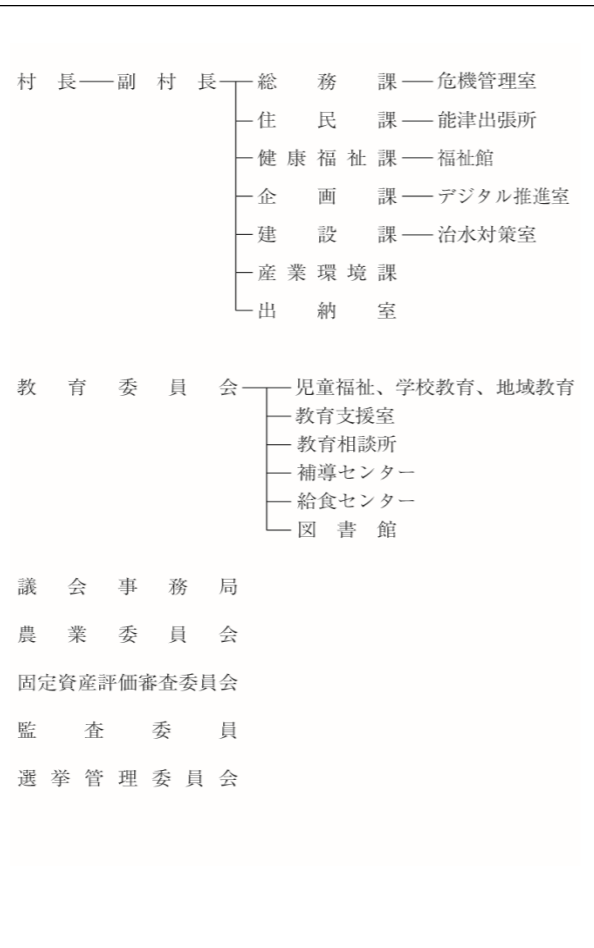 村長 副村長 総務課 危機管理室
住民課 能津出張所
健康福祉課 福祉館
企画課 デジタル推進室
建設課 治水対策室
産業環境課
出納室
教育委員会 児童福祉、学校教育、地域教育
教育支援室
教育相談所
補導センター
給食センター
図書館
議会事務局
農業委員会
固定資産評価審査委員会
監査委員
選挙管理委員会